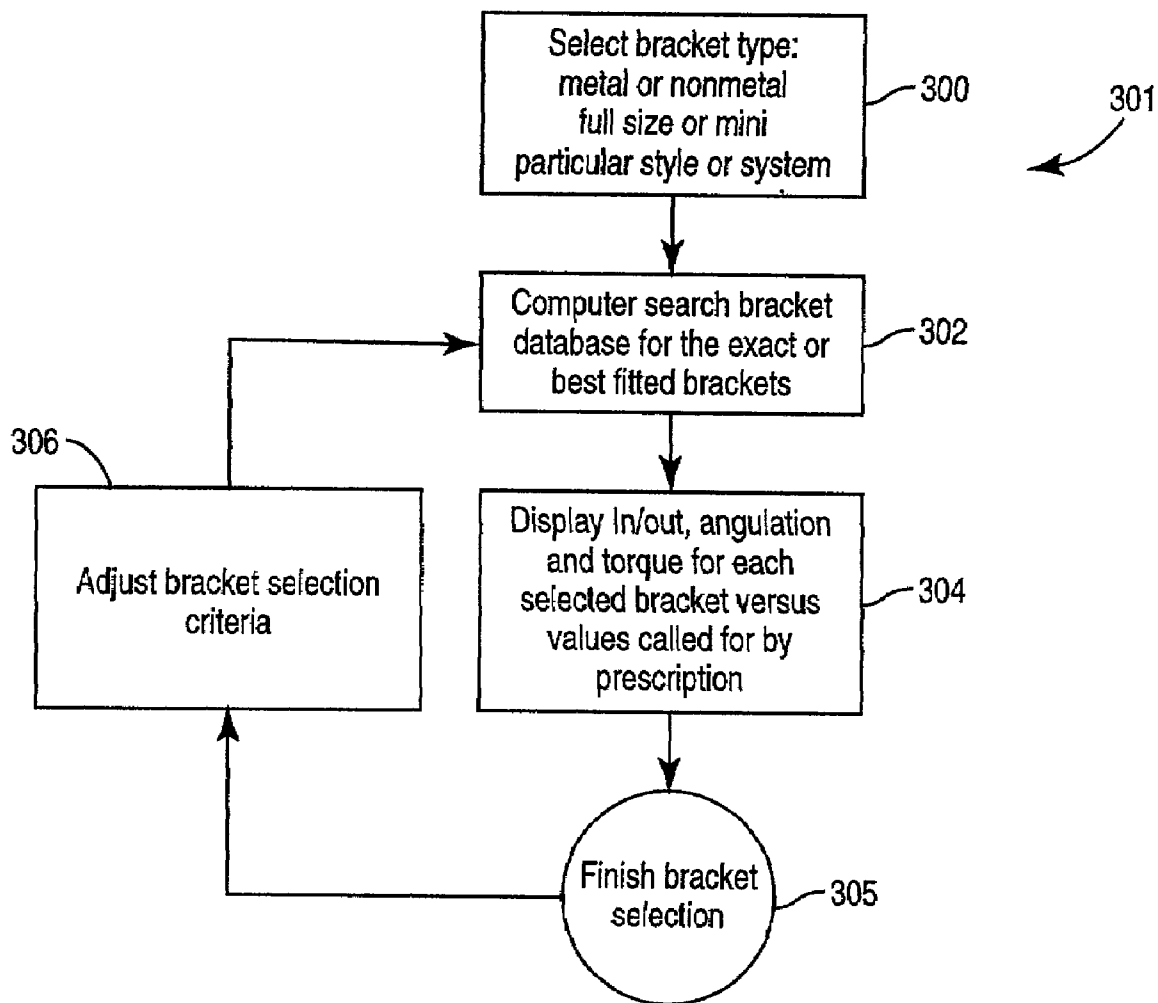 Select bracket type:
metal or nonmetal
full size or mini
particular style or system
300
301
Computer search bracket
database for the exact or
best fitted brackets
302
306
Adjust bracket selection
criteria
Display In/out, angulation
and torque for each
selected bracket versus
values called for by
prescription
304
Finish bracket
selection
305